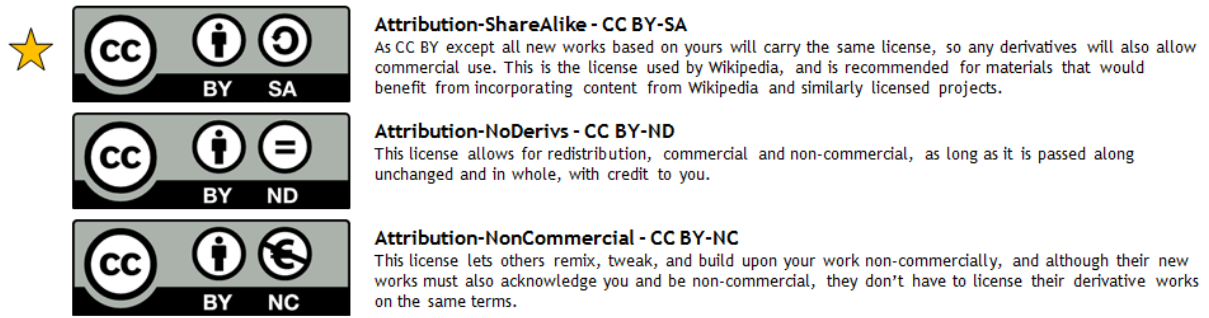 CC
BY SA
Attribution-ShareAlike - CC BY-SA
As CC BY except all new works based on yours will carry the same license, so any derivatives will also allow
commercial use. This is the license used by Wikipedia, and is recommended for materials that would
benefit from incorporating content from Wikipedia and similarly licensed projects.
CC
BY ND
Attribution-NoDerivs - CC BY-ND
This license allows for redistribution, commercial and non-commercial, as long as it is passed along
unchanged and in whole, with credit to you.
CC
BY NC
Attribution-NonCommercial - CC BY-NC
This license lets others remix, tweak, and build upon your work non-commercially, and although their new
works must also acknowledge you and be non-commercial, they don’t have to license their derivative works
on the same terms.